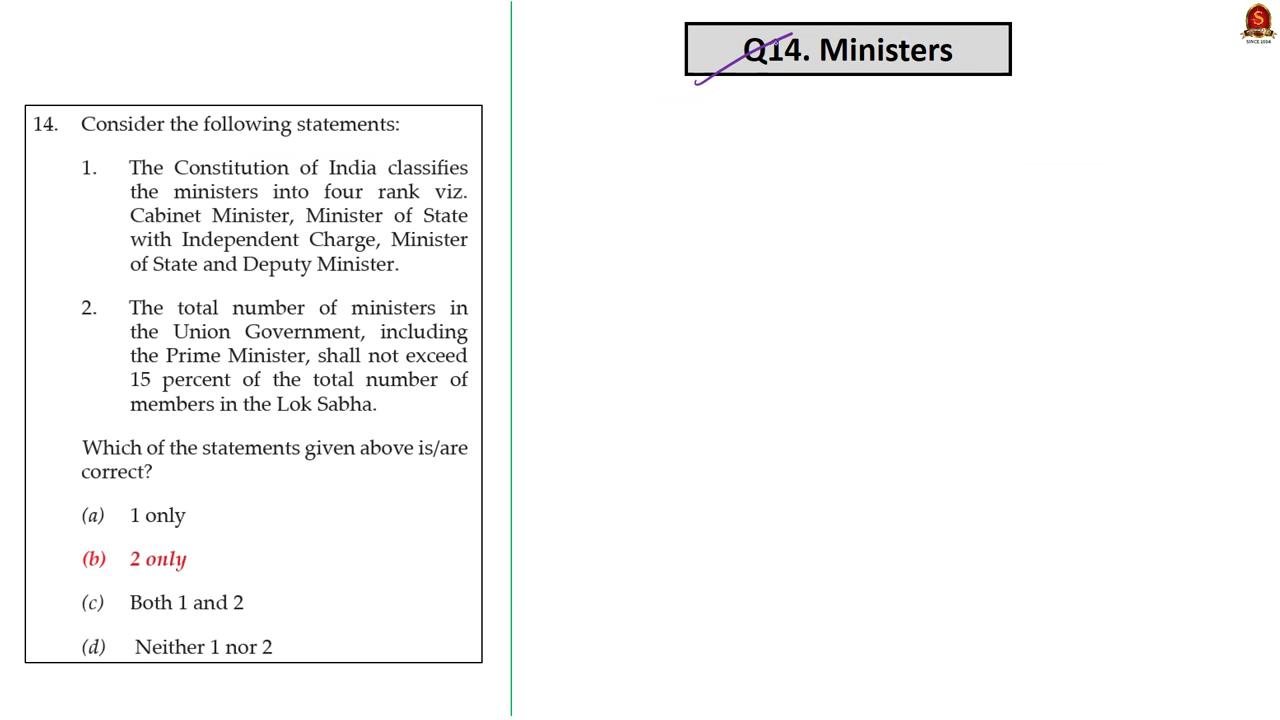 Q14. Ministers
SINCE 2004
14. Consider the following statements:
1. The Constitution of India classifies
the ministers into four rank viz.
Cabinet Minister, Minister of State
with Independent Charge, Minister
of State and Deputy Minister.
2. The total number of ministers in
the Union Government, including
the Prime Minister, shall not exceed
15 percent of the total number of
members in the Lok Sabha.
Which of the statements given above is/are
correct?
(a) 1 only
(b) 2 only
(c) Both 1 and 2
(d) Neither 1 nor 2